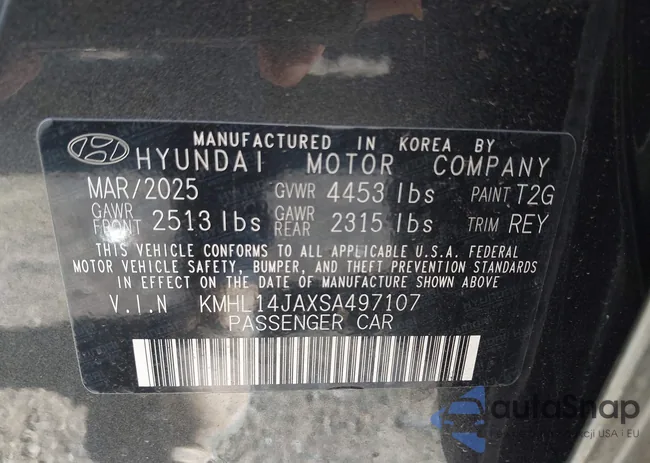 MANUFACTURED IN KOREA BY
HYUNDAI MOTOR COMPANY
MAR/2025 GVWR 4453 lbs PAINT T2G
GAWR FRONT 2513 lbs GAWR REAR 2315 lbs TRIM REY
THIS VEHICLE CONFORMS TO ALL APPLICABLE U.S.A. FEDERAL
MOTOR VEHICLE SAFETY, BUMPER, AND THEFT PREVENTION STANDARDS
IN EFFECT ON THE DATE OF MANUFACTURE SHOWN ABOVE
V.I.N KMHL14JAXSA497107
PASSENGER CAR
autoSnap
USA i EU